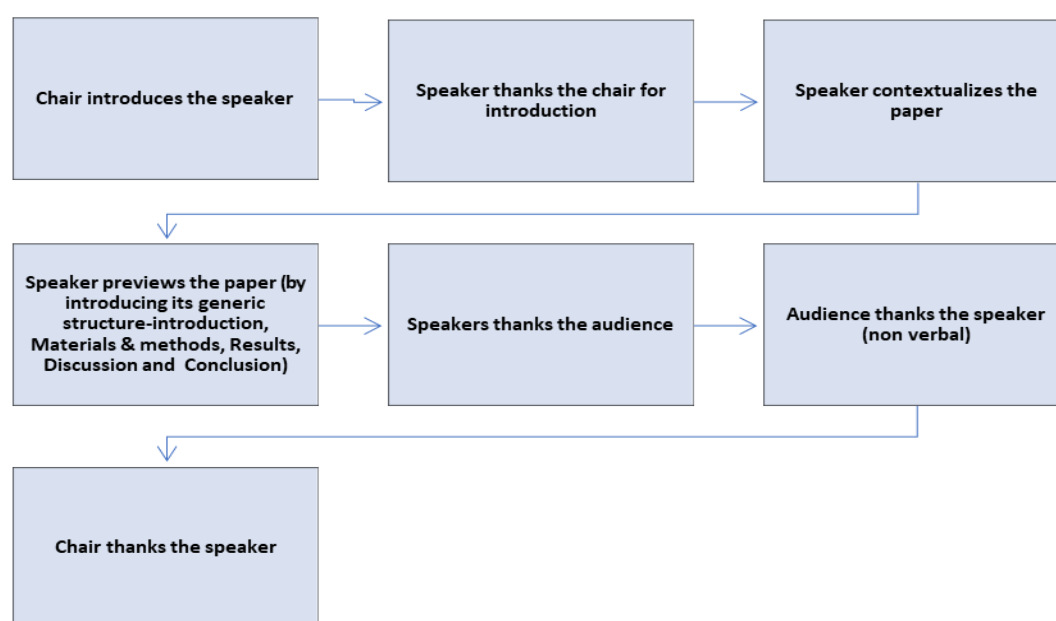 Chair introduces the speaker
Speaker thanks the chair for
introduction
Speaker contextualizes the
paper
Speaker previews the paper (by
introducing its generic
structure-introduction,
Materials & methods, Results,
Discussion and Conclusion)
Speakers thanks the audience
Audience thanks the speaker
(non verbal)
Chair thanks the speaker